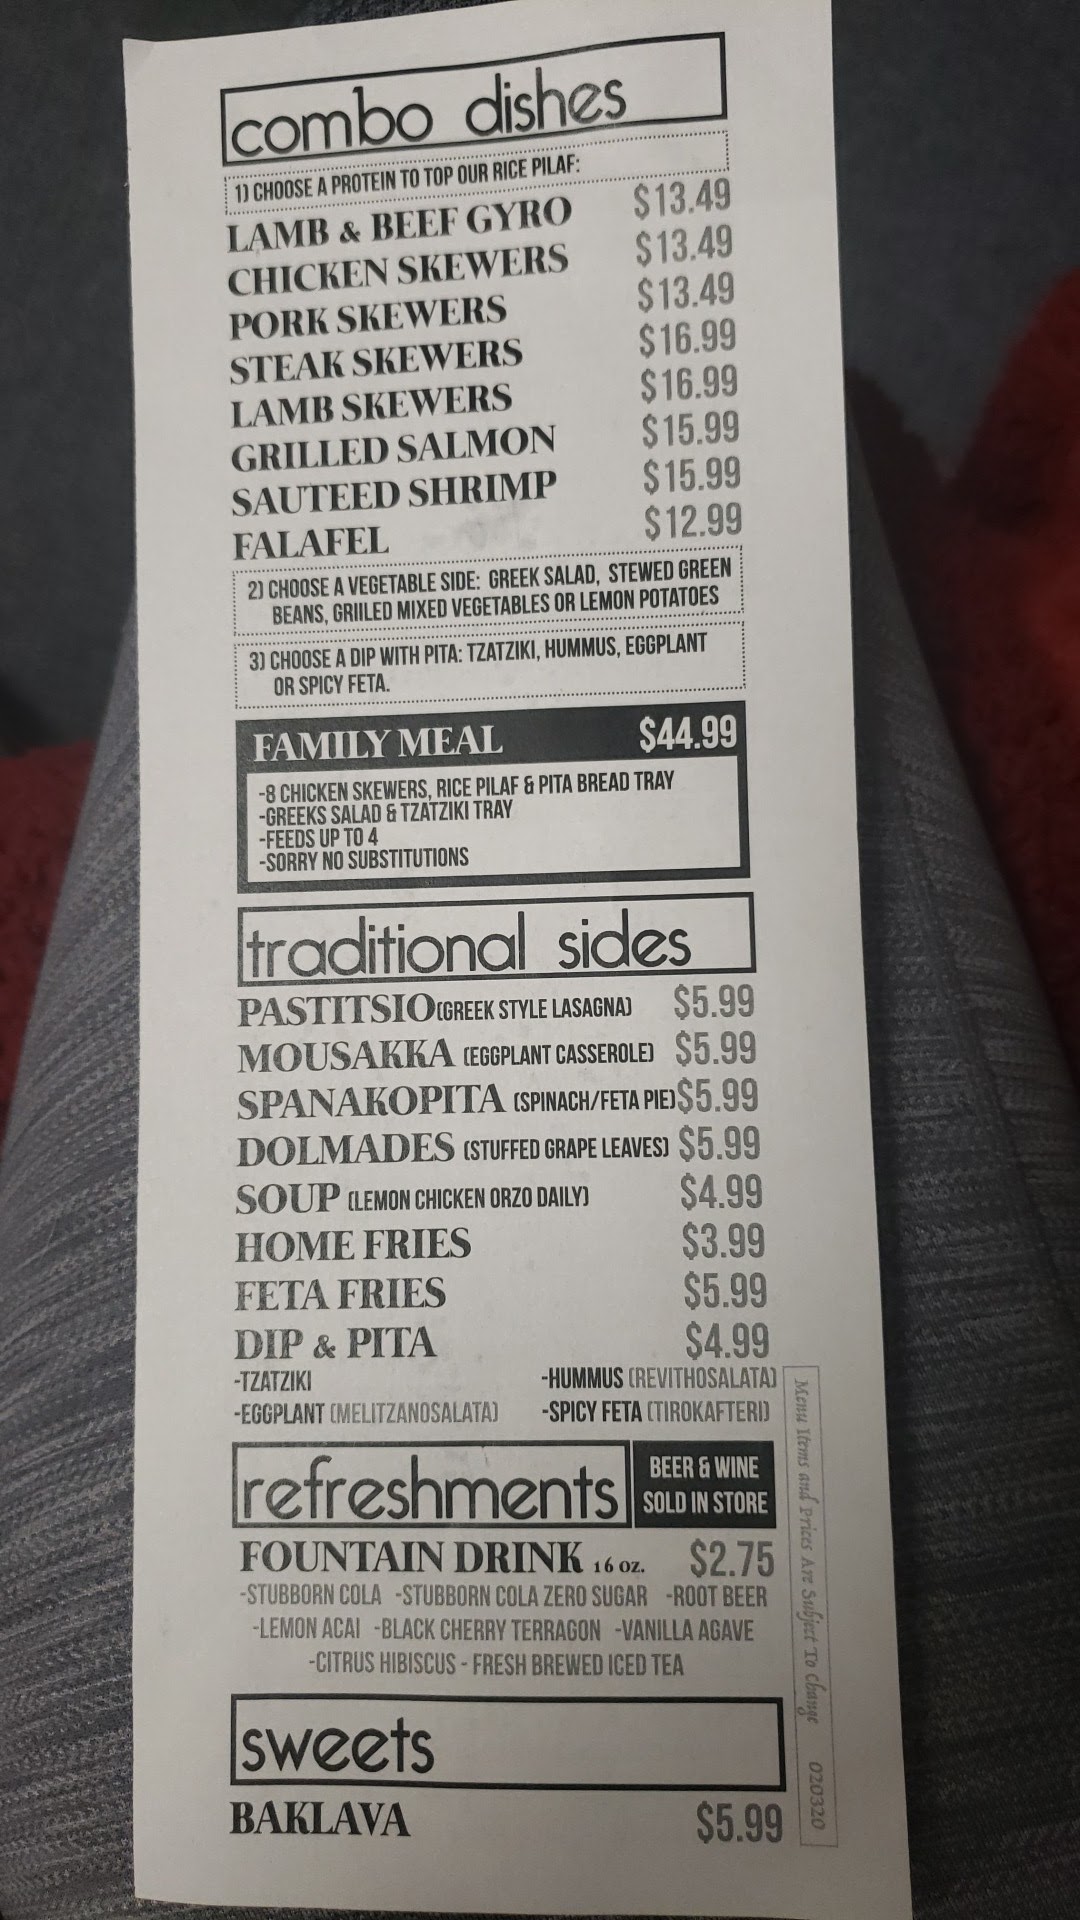 combo dishes
1) CHOOSE A PROTEIN TO TOP OUR RICE PILAF:
LAMB & BEEF GYRO $13.49
CHICKEN SKEWERS $13.49
PORK SKEWERS $13.49
STEAK SKEWERS $16.99
LAMB SKEWERS $16.99
GRILLED SALMON $15.99
SAUTEED SHRIMP $15.99
FALAFEL $12.99
2) CHOOSE A VEGETABLE SIDE: GREEK SALAD, STEWED GREEN
BEANS, GRIILED MIXED VEGETABLES OR LEMON POTATOES
3) CHOOSE A DIP WITH PITA: TZATZIKI, HUMMUS, EGGPLANT
OR SPICY FETA.
FAMILY MEAL $44.99
-8 CHICKEN SKEWERS, RICE PILAF & PITA BREAD TRAY
-GREEKS SALAD & TZATZIKI TRAY
-FEEDS UP TO 4
-SORRY NO SUBSTITUTIONS
traditional sides
PASTITSIO (GREEK STYLE LASAGNA) $5.99
MOUSAKKA (EGGPLANT CASSEROLE) $5.99
SPANAKOPITA (SPINACH/FETA PIE) $5.99
DOLMADES (STUFFED GRAPE LEAVES) $5.99
SOUP (LEMON CHICKEN ORZO DAILY) $4.99
HOME FRIES $3.99
FETA FRIES $5.99
DIP & PITA $4.99
-TZATZIKI -HUMMUS (REVITHOSALATA)
-EGGPLANT (MELITZANOSALATA) -SPICY FETA (TIROKAFTERI)
refreshments BEER & WINE
SOLD IN STORE
FOUNTAIN DRINK 16 OZ. $2.75
-STUBBORN COLA -STUBBORN COLA ZERO SUGAR -ROOT BEER
-LEMON ACAI -BLACK CHERRY TERRAGON -VANILLA AGAVE
-CITRUS HIBISCUS - FRESH BREWED ICED TEA
sweets
BAKLAVA $5.99
Menu Items and Prices Are Subject To Change 020320